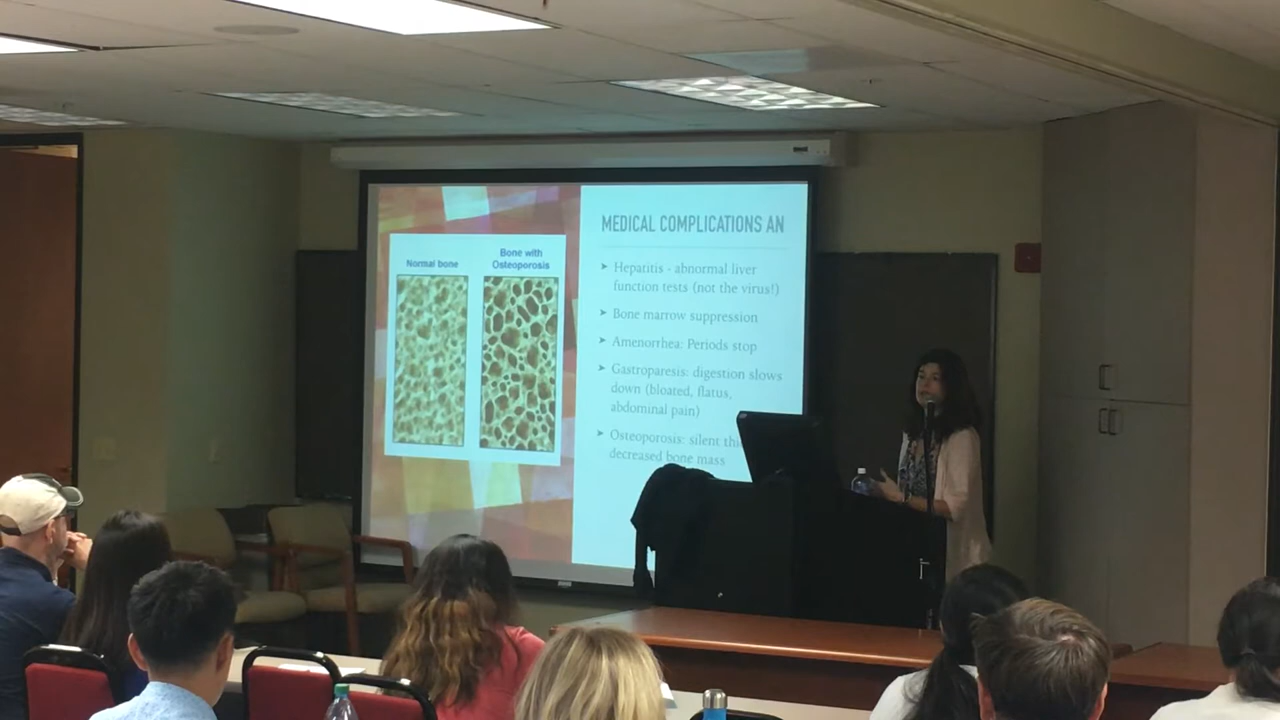 Normal bone
Bone with
Osteoporosis
MEDICAL COMPLICATIONS AN
➤ Hepatitis - abnormal liver
function tests (not the virus!)
➤ Bone marrow suppression
➤ Amenorrhea: Periods stop
➤ Gastroparesis: digestion slows
down (bloated, flatus,
abdominal pain)
➤ Osteoporosis: silent thi
decreased bone mass